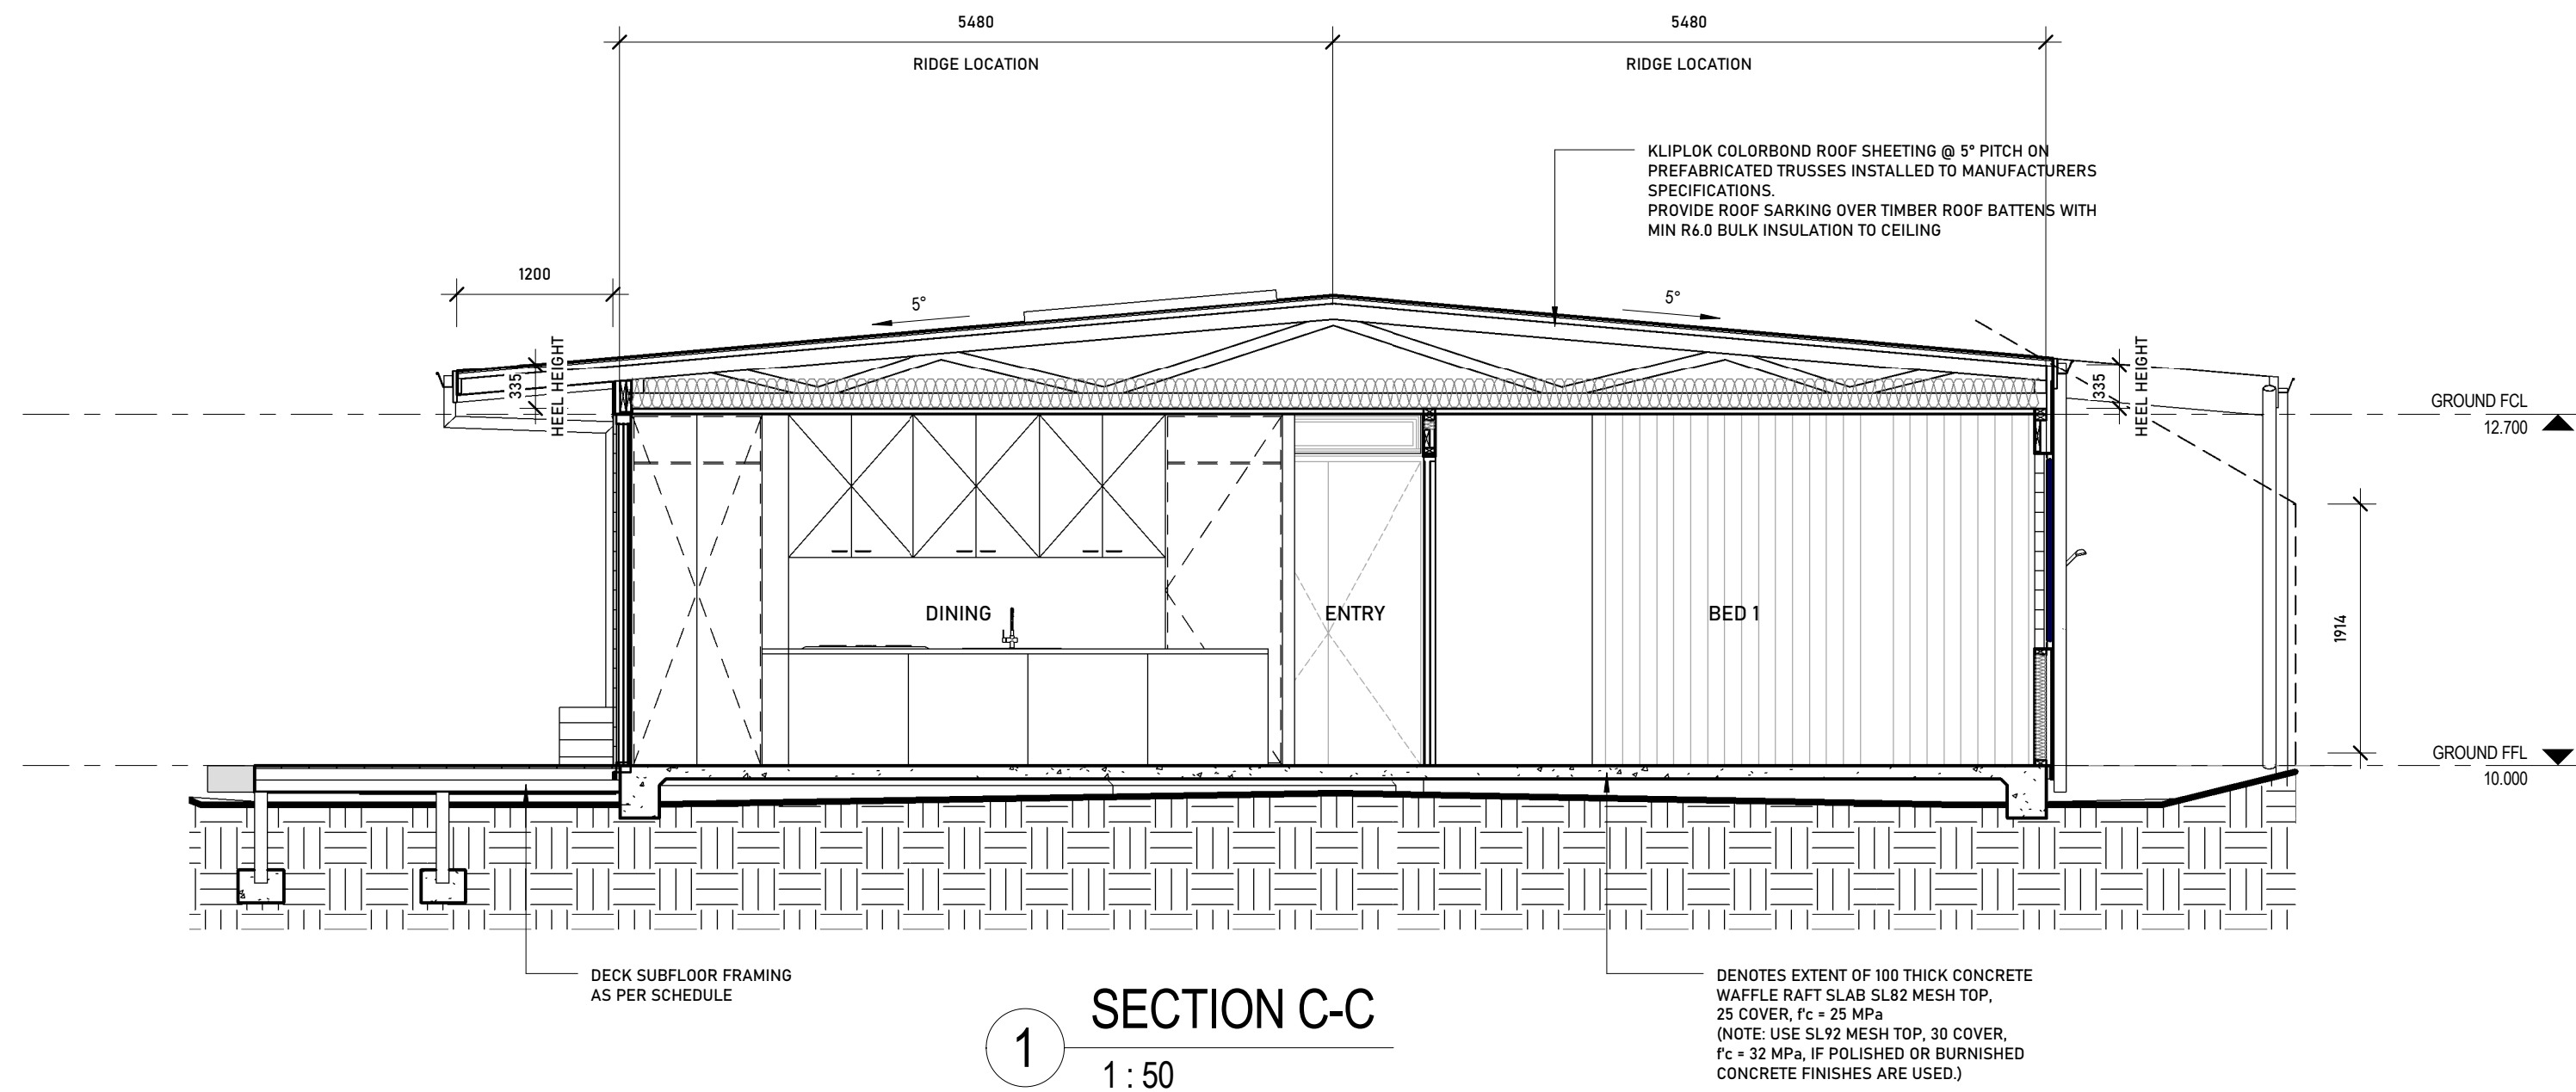 5480
5480
RIDGE LOCATION
RIDGE LOCATION
KLIPLOK COLORBOND ROOF SHEETING @ 5° PITCH ON
PREFABRICATED TRUSSES INSTALLED TO MANUFACTURERS
SPECIFICATIONS.
PROVIDE ROOF SARKING OVER TIMBER ROOF BATTENS WITH
MIN R6.0 BULK INSULATION TO CEILING
1200
5°
5°
335
HEEL HEIGHT
335
HEEL HEIGHT
GROUND FCL
12.700
DINING
ENTRY
BED 1
1914
GROUND FFL
10.000
DECK SUBFLOOR FRAMING
AS PER SCHEDULE
DENOTES EXTENT OF 100 THICK CONCRETE
WAFFLE RAFT SLAB SL82 MESH TOP,
25 COVER, f'c = 25 MPa
(NOTE: USE SL92 MESH TOP, 30 COVER,
f'c = 32 MPa, IF POLISHED OR BURNISHED
CONCRETE FINISHES ARE USED.)
1
SECTION C-C
1 : 50